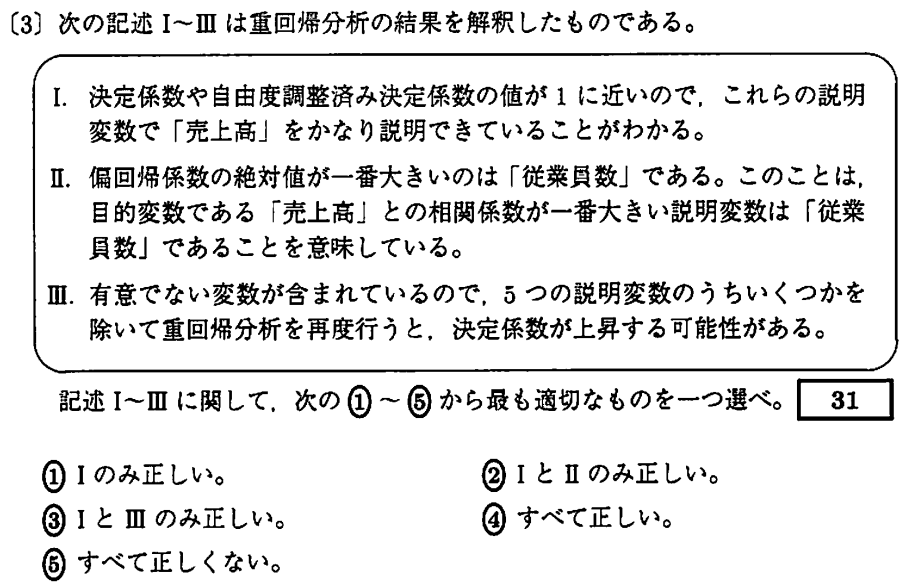 〔3〕 次の記述 I～Ⅲ は重回帰分析の結果を解釈したものである。
I. 決定係数や自由度調整済み決定係数の値が 1 に近いので，これらの説明
変数で「売上高」をかなり説明できていることがわかる。
Ⅱ. 偏回帰係数の絶対値が一番大きいのは「従業員数」である。このことは，
目的変数である「売上高」との相関係数が一番大きい説明変数は「従業
員数」であることを意味している。
Ⅲ. 有意でない変数が含まれているので，5 つの説明変数のうちいくつかを
除いて重回帰分析を再度行うと，決定係数が上昇する可能性がある。
記述 I～Ⅲ に関して，次の ① ～ ⑤ から最も適切なものを一つ選べ。 31
① I のみ正しい。 ② I と Ⅱ のみ正しい。
③ I と Ⅲ のみ正しい。 ④ すべて正しい。
⑤ すべて正しくない。